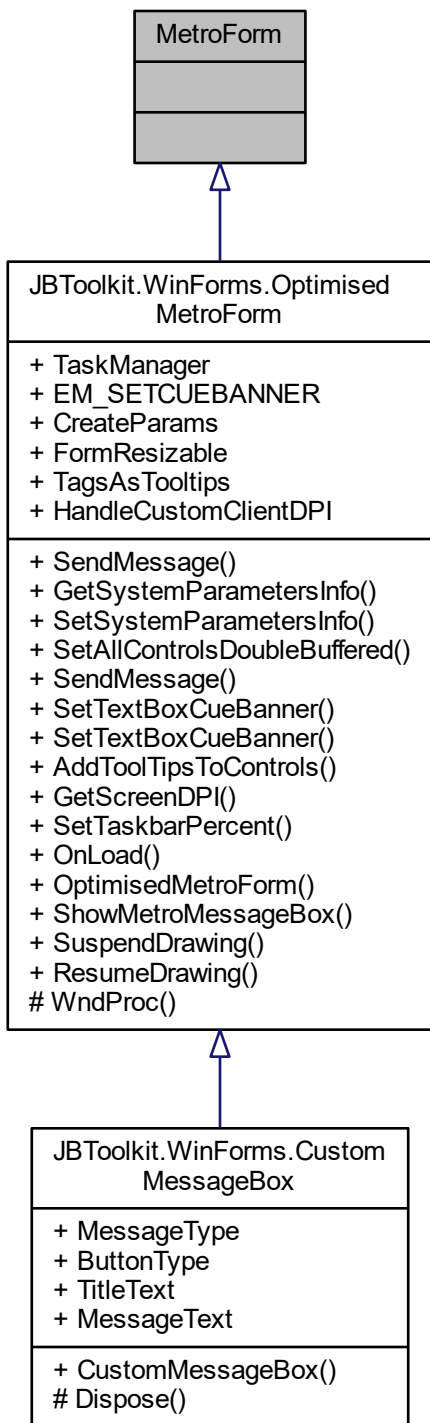 MetroForm
JBToolkit.WinForms.Optimised
MetroForm
+ TaskManager
+ EM_SETCUEBANNER
+ CreateParams
+ FormResizable
+ TagsAsTooltips
+ HandleCustomClientDPI
+ SendMessage()
+ GetSystemParametersInfo()
+ SetSystemParametersInfo()
+ SetAllControlsDoubleBuffered()
+ SendMessage()
+ SetTextBoxCueBanner()
+ SetTextBoxCueBanner()
+ AddToolTipsToControls()
+ GetScreenDPI()
+ SetTaskbarPercent()
+ OnLoad()
+ OptimisedMetroForm()
+ ShowMetroMessageBox()
+ SuspendDrawing()
+ ResumeDrawing()
# WndProc()
JBToolkit.WinForms.Custom
MessageBox
+ MessageType
+ ButtonType
+ TitleText
+ MessageText
+ CustomMessageBox()
# Dispose()